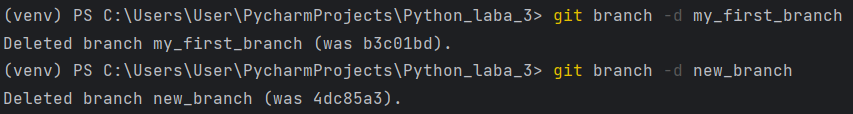 (venv) PS C:\Users\User\PycharmProjects\Python_laba_3> git branch -d my_first_branch
Deleted branch my_first_branch (was b3c01bd).
(venv) PS C:\Users\User\PycharmProjects\Python_laba_3> git branch -d new_branch
Deleted branch new_branch (was 4dc85a3).